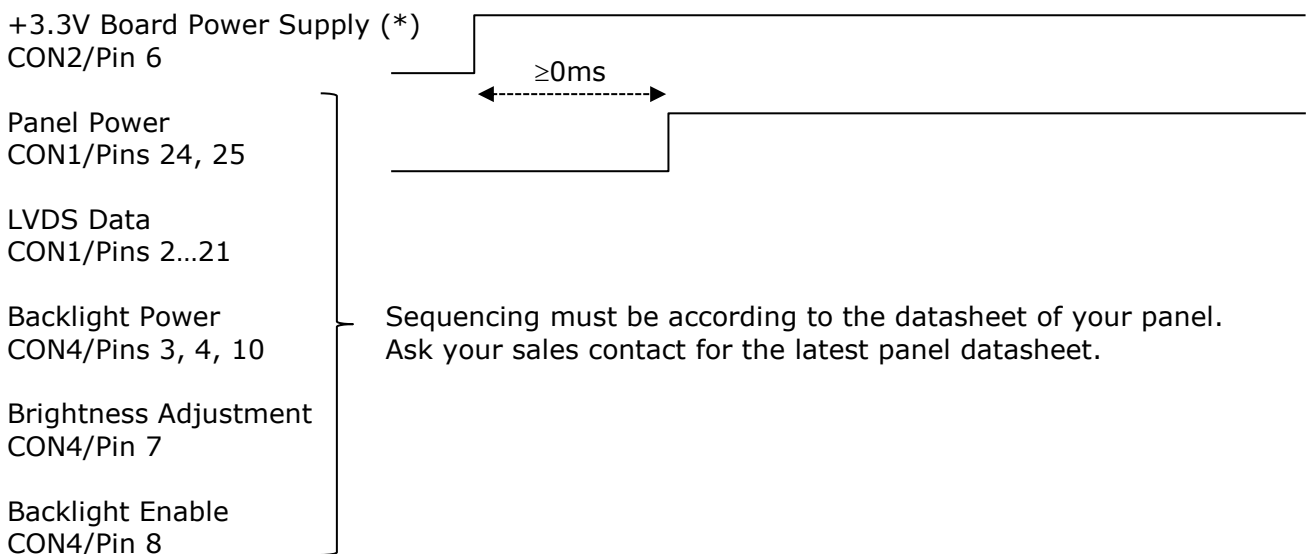 +3.3V Board Power Supply (*)
CON2/Pin 6
≥0ms
Panel Power
CON1/Pins 24, 25
LVDS Data
CON1/Pins 2…21
Backlight Power
CON4/Pins 3, 4, 10
Sequencing must be according to the datasheet of your panel.
Ask your sales contact for the latest panel datasheet.
Brightness Adjustment
CON4/Pin 7
Backlight Enable
CON4/Pin 8